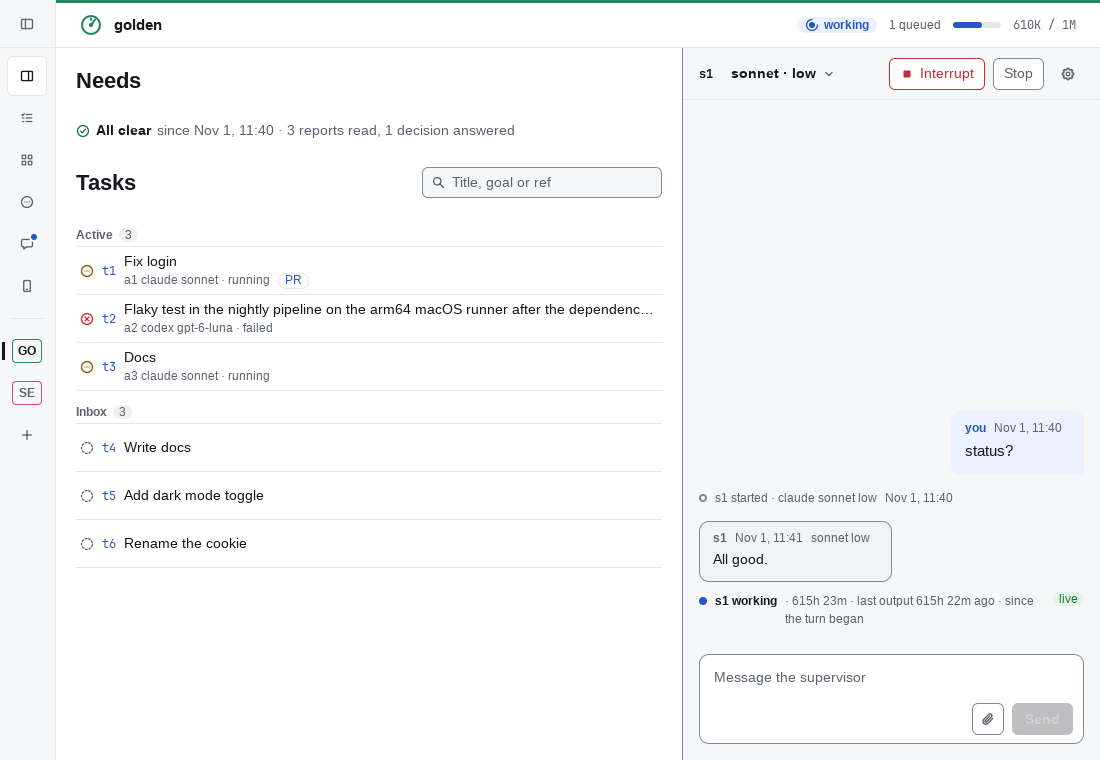 golden
working
1 queued
610K / 1M
Needs
All clear since Nov 1, 11:40 · 3 reports read, 1 decision answered
Tasks
Title, goal or ref
Active 3
t1 Fix login
a1 claude sonnet · running PR
t2 Flaky test in the nightly pipeline on the arm64 macOS runner after the dependenc…
a2 codex gpt-6-luna · failed
t3 Docs
a3 claude sonnet · running
Inbox 3
t4 Write docs
t5 Add dark mode toggle
t6 Rename the cookie
GO
SE
s1 sonnet · low
Interrupt
Stop
you Nov 1, 11:40
status?
s1 started · claude sonnet low Nov 1, 11:40
s1 Nov 1, 11:41 sonnet low
All good.
s1 working · 615h 23m · last output 615h 22m ago · since
the turn began
live
Message the supervisor
Send